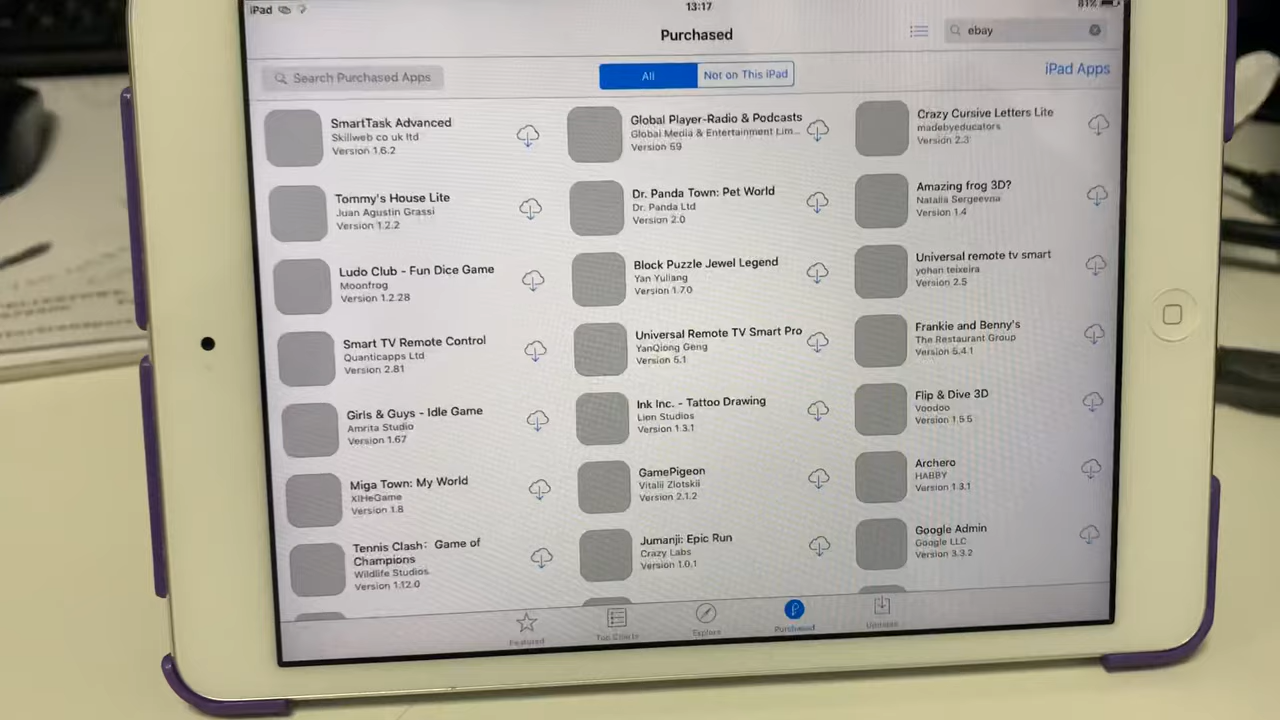 iPad
13:17
81%
Purchased
ebay
Search Purchased Apps
All
Not on This iPad
iPad Apps
SmartTask Advanced
Skillweb co uk ltd
Version 1.6.2
Global Player-Radio & Podcasts
Global Media & Entertainment Lim...
Version 59
Crazy Cursive Letters Lite
madebyeducators
Version 2.3
Tommy's House Lite
Juan Agustin Grassi
Version 1.2.2
Dr. Panda Town: Pet World
Dr. Panda Ltd
Version 2.0
Amazing frog 3D?
Natalia Sergeevna
Version 1.4
Ludo Club - Fun Dice Game
Moonfrog
Version 1.2.28
Block Puzzle Jewel Legend
Yan Yuliang
Version 1.7.0
Universal remote tv smart
yohan teixeira
Version 2.5
Smart TV Remote Control
Quanticapps Ltd
Version 2.81
Universal Remote TV Smart Pro
YanQiong Geng
Version 5.1
Frankie and Benny's
The Restaurant Group
Version 5.4.1
Girls & Guys - Idle Game
Amrita Studio
Version 1.67
Ink Inc. - Tattoo Drawing
Lion Studios
Version 1.3.1
Flip & Dive 3D
Voodoo
Version 1.5.5
Miga Town: My World
XiHeGame
Version 1.8
GamePigeon
Vitalii Zlotskii
Version 2.1.2
Archero
HABBY
Version 1.3.1
Tennis Clash: Game of
Champions
Wildlife Studios
Version 1.12.0
Jumanji: Epic Run
Crazy Labs
Version 1.0.1
Google Admin
Google LLC
Version 3.3.2
Featured
Top Charts
Explore
Purchased
Updates